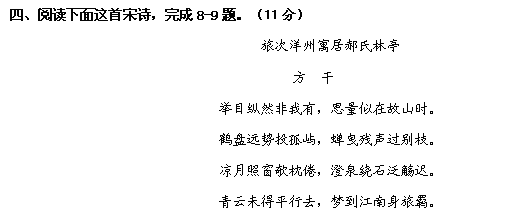 四、阅读下面这首宋诗，完成 8-9 题。（11 分）
旅次洋州寓居郝氏林亭
方 干
举目纵然非我有，思量似在故山时。
鹤盘远势投孤屿，蝉曳残声过别枝。
凉月照窗欹枕倦，澄泉绕石泛觞迟。
青云未得平行去，梦到江南身旅羁。